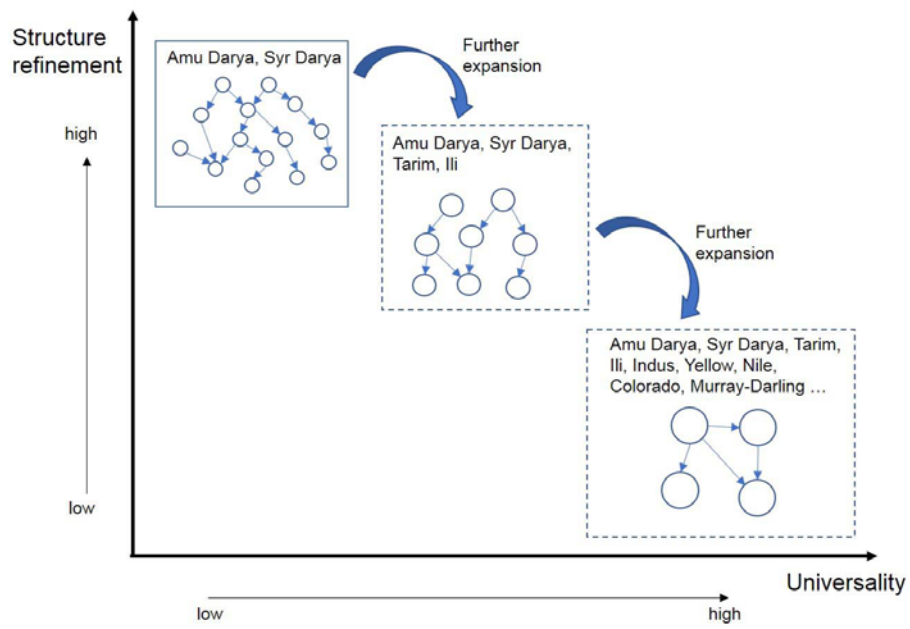 Structure
refinement
high
low
Amu Darya, Syr Darya
Further
expansion
Amu Darya, Syr Darya,
Tarim, Ili
Further
expansion
Amu Darya, Syr Darya, Tarim,
Ili, Indus, Yellow, Nile,
Colorado, Murray-Darling ...
Universality
low
high